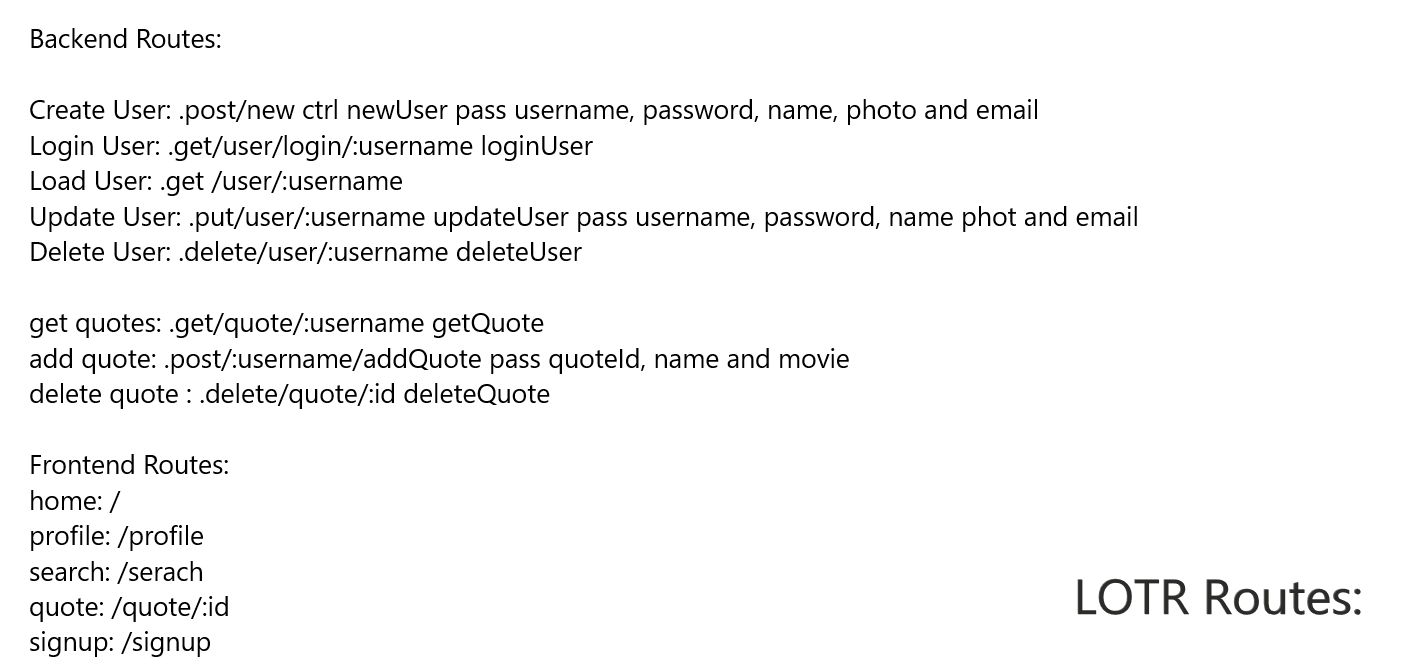 Backend Routes:
Create User: .post/new ctrl newUser pass username, password, name, photo and email
Login User: .get/user/login/:username loginUser
Load User: .get /user/:username
Update User: .put/user/:username updateUser pass username, password, name phot and email
Delete User: .delete/user/:username deleteUser
get quotes: .get/quote/:username getQuote
add quote: .post/:username/addQuote pass quoteId, name and movie
delete quote : .delete/quote/:id deleteQuote
Frontend Routes:
home: /
profile: /profile
search: /serach
quote: /quote/:id
signup: /signup
LOTR Routes: